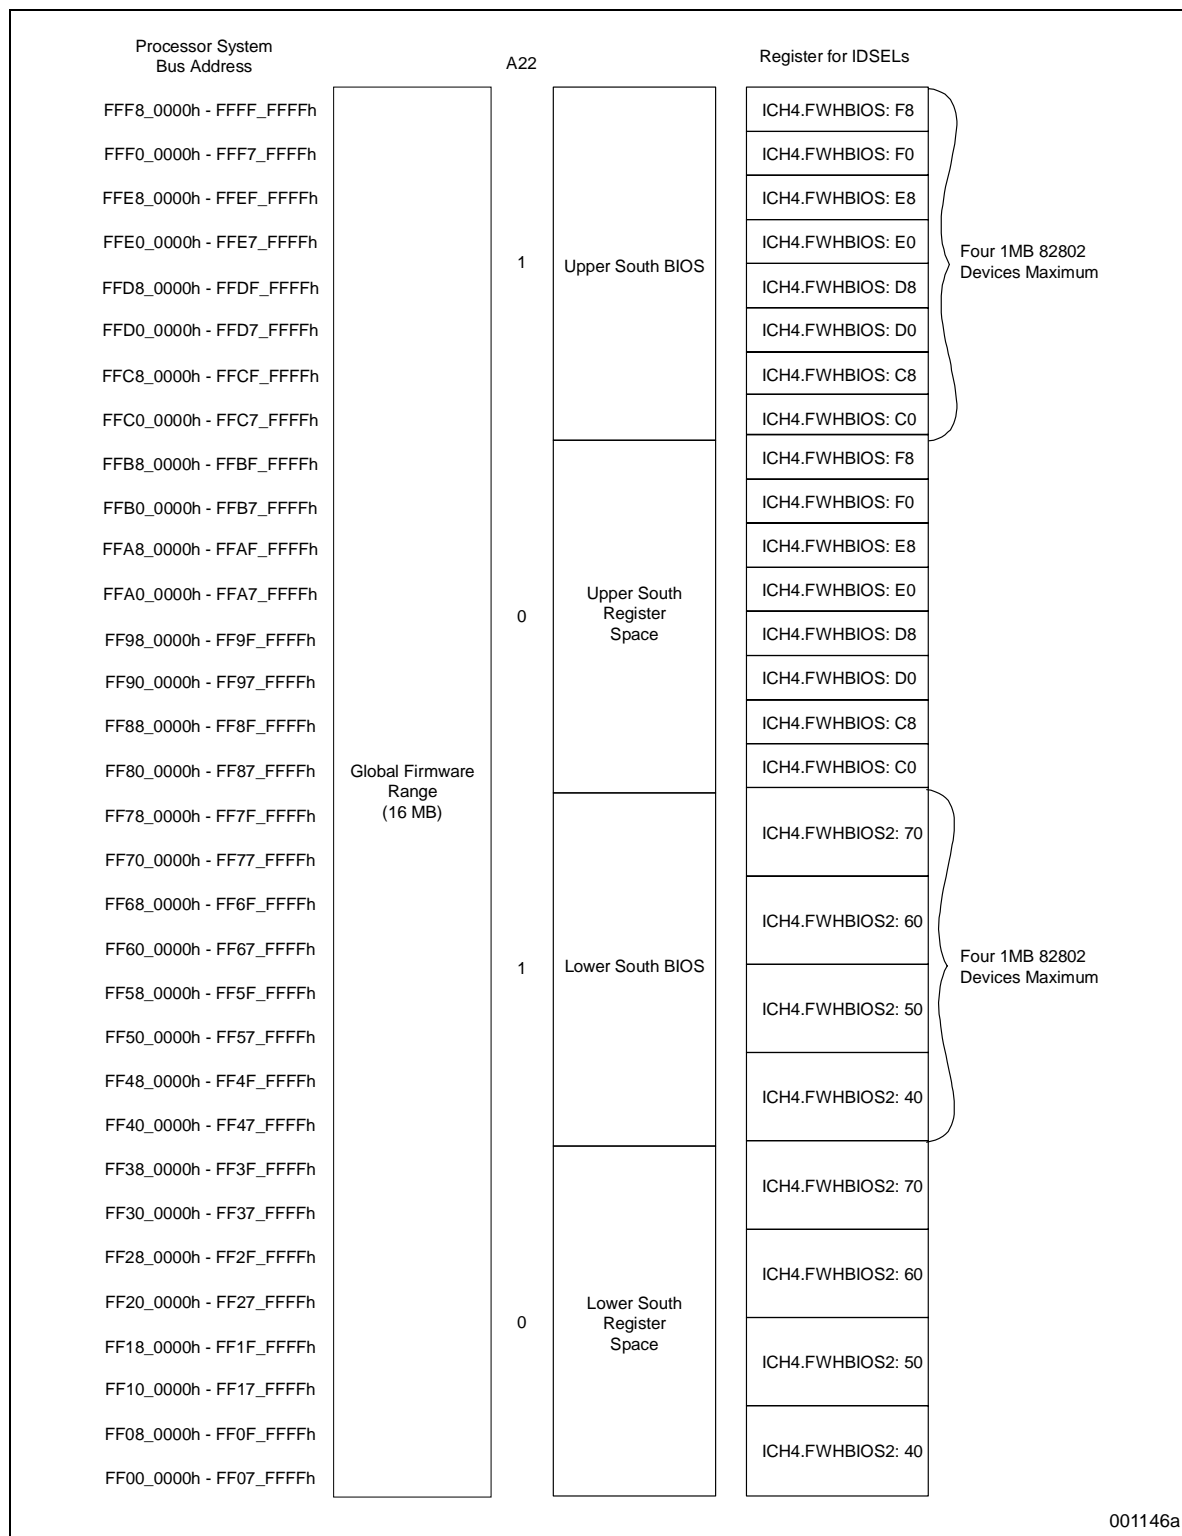 Processor System
Bus Address
A22
Register for IDSELs
FFF8_0000h - FFFF_FFFFh
ICH4.FWHBIOS: F8
FFF0_0000h - FFF7_FFFFh
ICH4.FWHBIOS: F0
FFE8_0000h - FFEF_FFFFh
ICH4.FWHBIOS: E8
FFE0_0000h - FFE7_FFFFh
ICH4.FWHBIOS: E0
1
Upper South BIOS
Four 1MB 82802
Devices Maximum
FFD8_0000h - FFDF_FFFFh
ICH4.FWHBIOS: D8
FFD0_0000h - FFD7_FFFFh
ICH4.FWHBIOS: D0
FFC8_0000h - FFCF_FFFFh
ICH4.FWHBIOS: C8
FFC0_0000h - FFC7_FFFFh
ICH4.FWHBIOS: C0
FFB8_0000h - FFBF_FFFFh
ICH4.FWHBIOS: F8
FFB0_0000h - FFB7_FFFFh
ICH4.FWHBIOS: F0
FFA8_0000h - FFAF_FFFFh
ICH4.FWHBIOS: E8
FFA0_0000h - FFA7_FFFFh
ICH4.FWHBIOS: E0
0
Upper South
Register
Space
FF98_0000h - FF9F_FFFFh
ICH4.FWHBIOS: D8
FF90_0000h - FF97_FFFFh
ICH4.FWHBIOS: D0
FF88_0000h - FF8F_FFFFh
ICH4.FWHBIOS: C8
FF80_0000h - FF87_FFFFh
ICH4.FWHBIOS: C0
Global Firmware
Range
(16 MB)
FF78_0000h - FF7F_FFFFh
ICH4.FWHBIOS2: 70
FF70_0000h - FF77_FFFFh
FF68_0000h - FF6F_FFFFh
ICH4.FWHBIOS2: 60
FF60_0000h - FF67_FFFFh
1
Lower South BIOS
Four 1MB 82802
Devices Maximum
FF58_0000h - FF5F_FFFFh
ICH4.FWHBIOS2: 50
FF50_0000h - FF57_FFFFh
FF48_0000h - FF4F_FFFFh
ICH4.FWHBIOS2: 40
FF40_0000h - FF47_FFFFh
FF38_0000h - FF3F_FFFFh
ICH4.FWHBIOS2: 70
FF30_0000h - FF37_FFFFh
FF28_0000h - FF2F_FFFFh
ICH4.FWHBIOS2: 60
FF20_0000h - FF27_FFFFh
0
Lower South
Register
Space
FF18_0000h - FF1F_FFFFh
ICH4.FWHBIOS2: 50
FF10_0000h - FF17_FFFFh
FF08_0000h - FF0F_FFFFh
ICH4.FWHBIOS2: 40
FF00_0000h - FF07_FFFFh
001146a